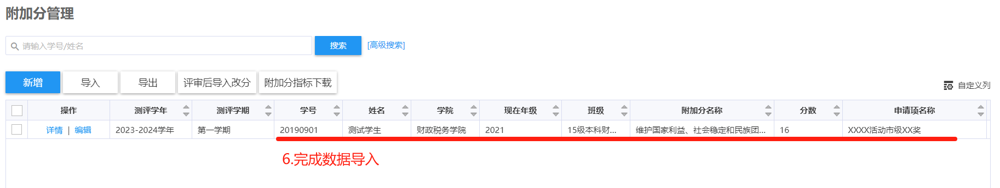 附加分管理
请输入学号/姓名 搜索 [高级搜索]
新增 导入 导出 评审后导入改分 附加分指标下载 自定义列
操作 测评学年 测评学期 学号 姓名 学院 现在年级 班级 附加分名称 分数 申请项名称
详情 | 编辑 2023-2024学年 第一学期 20190901 测试学生 财政税务学院 2021 15级本科财... 维护国家利益、社会稳定和民族团... 16 XXXX活动市级XX奖
6.完成数据导入